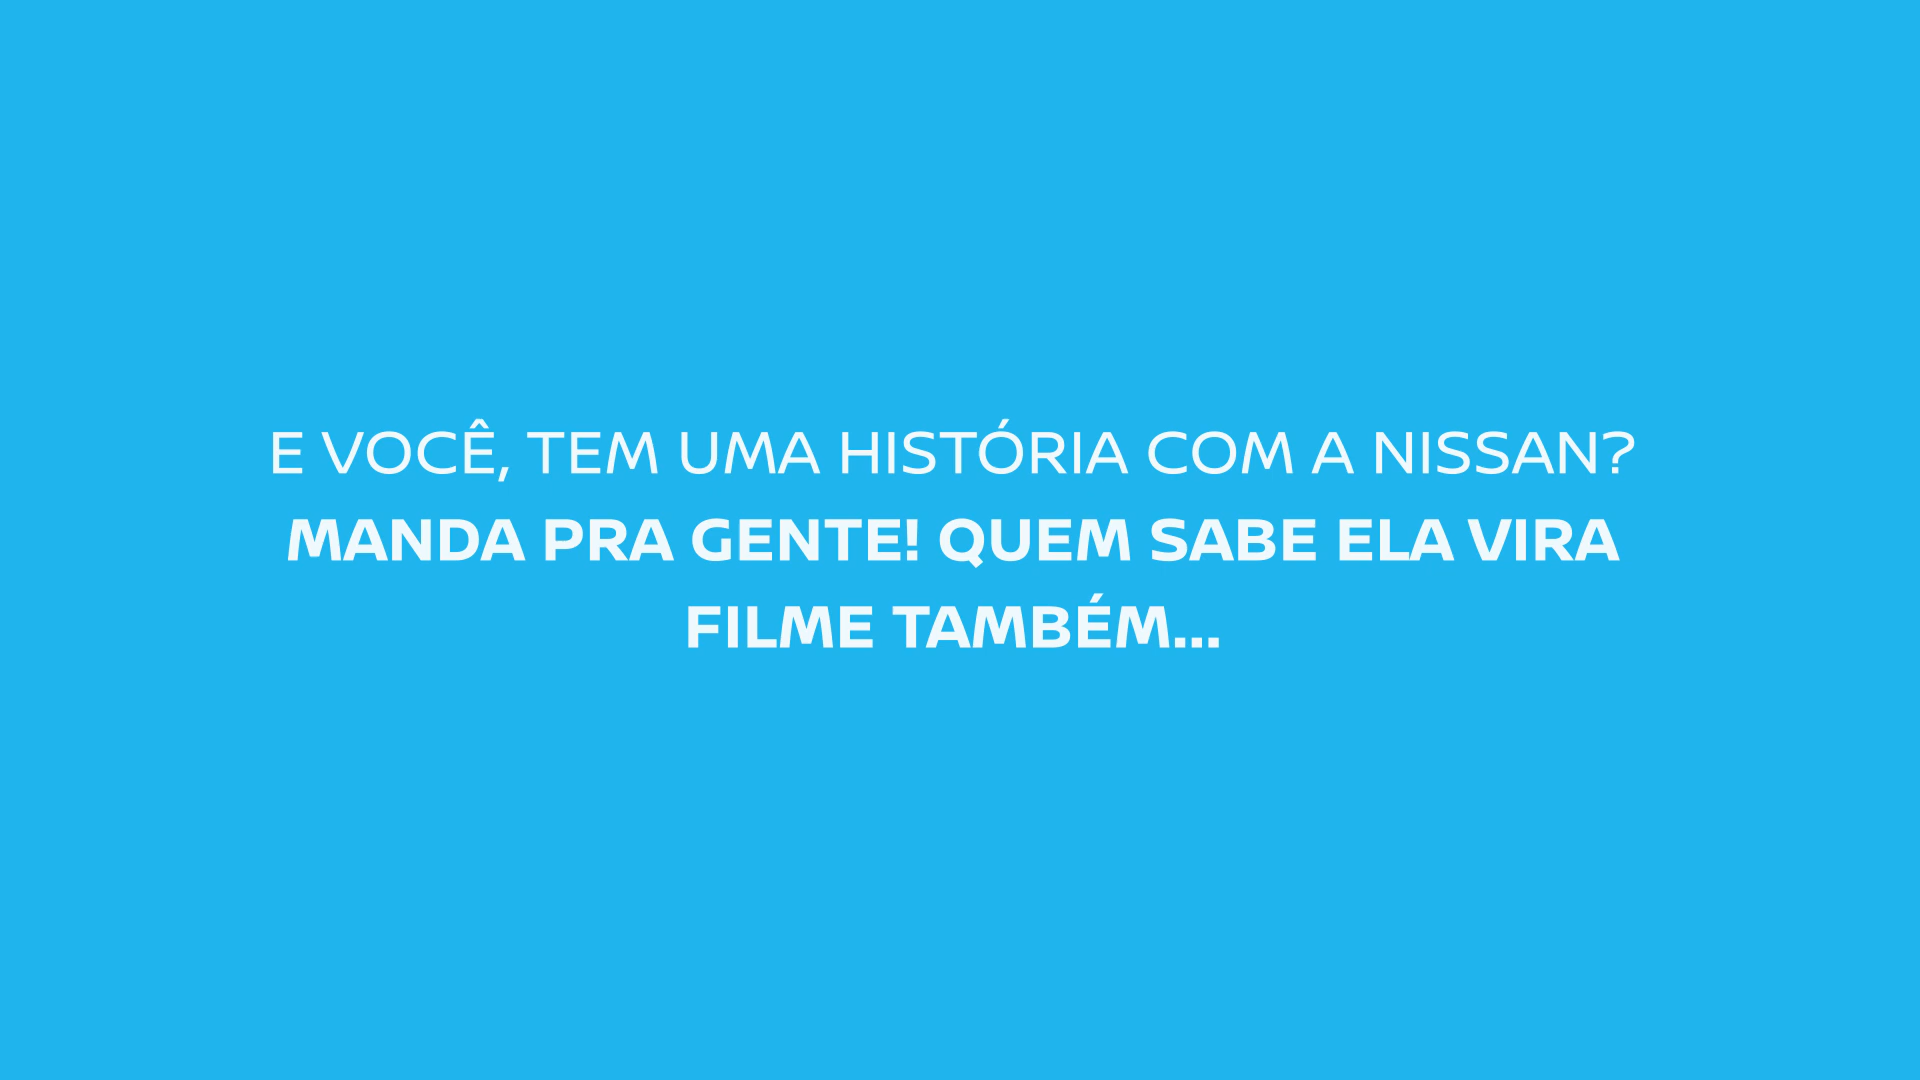 E VOCÊ, TEM UMA HISTÓRIA COM A NISSAN?
MANDA PRA GENTE! QUEM SABE ELA VIRA
FILME TAMBÉM...